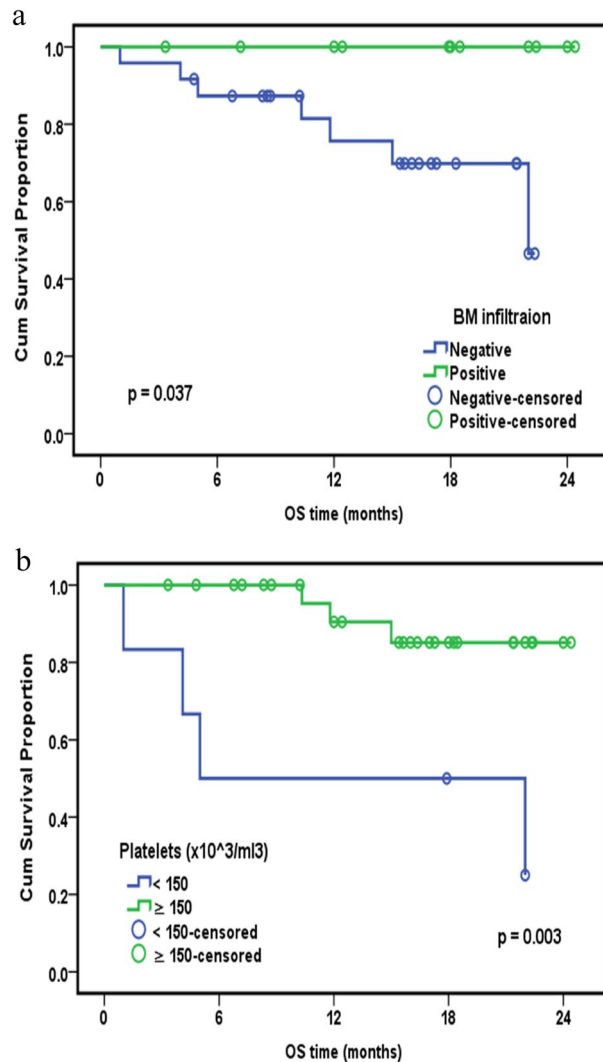 a
1.0
0.8
0.6
0.4
0.2
0.0
Cum Survival Proportion
BM infiltraion
Negative
Positive
Negative-censored
Positive-censored
p = 0.037
0 6 12 18 24
OS time (months)
b
1.0
0.8
0.6
0.4
0.2
0.0
Cum Survival Proportion
Platelets (x10^3/ml3)
< 150
≥ 150
< 150-censored
≥ 150-censored
p = 0.003
0 6 12 18 24
OS time (months)